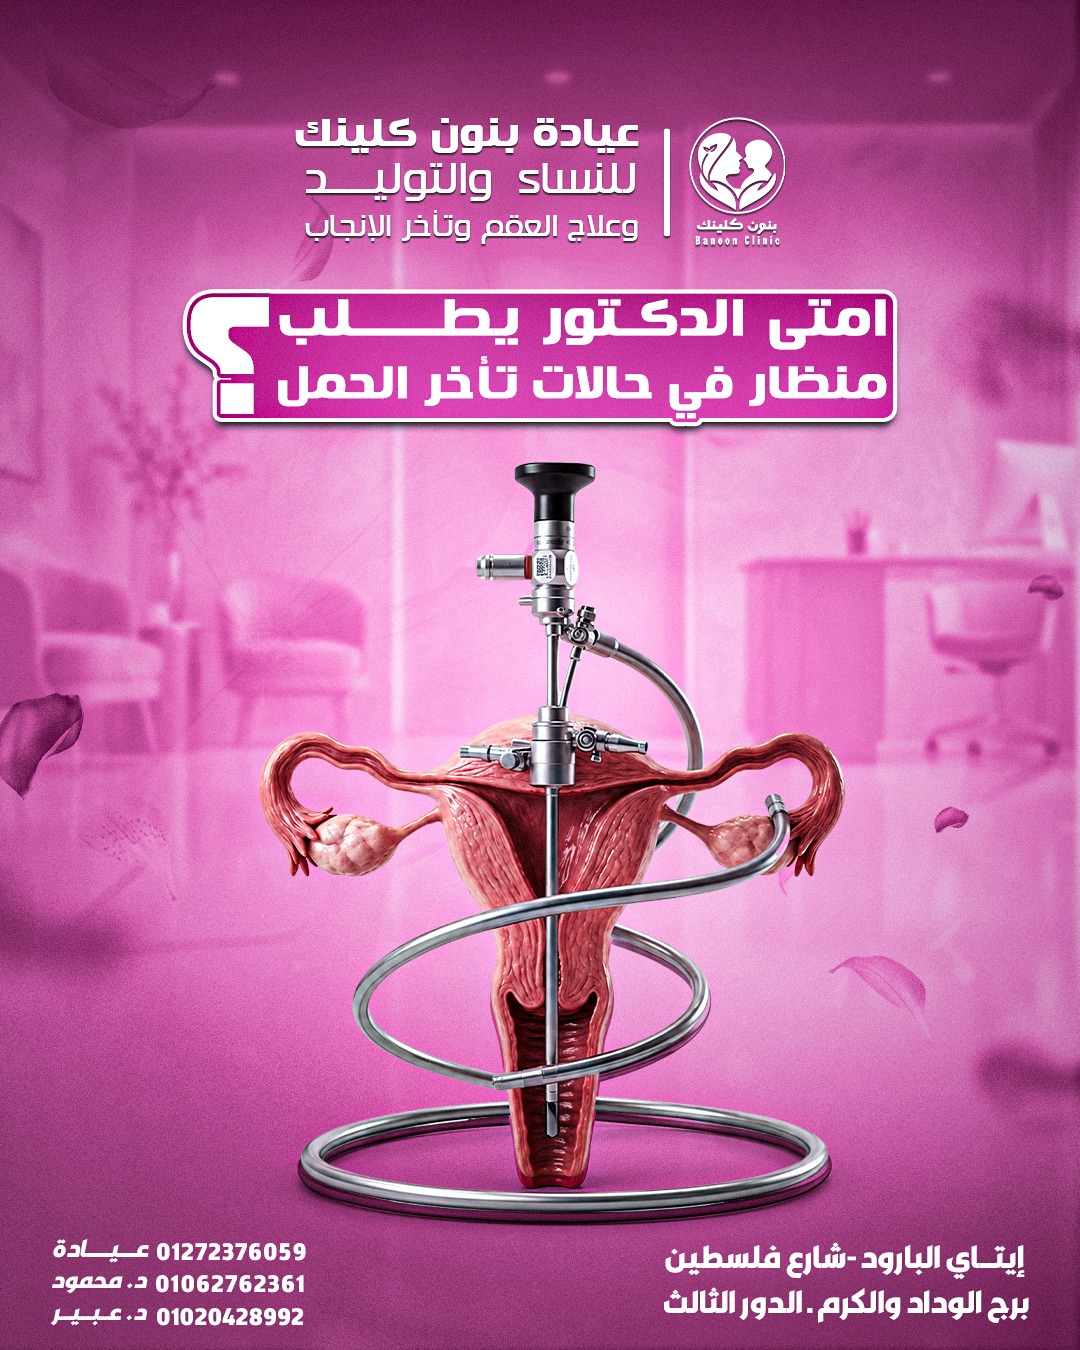 عيادة بنون كلينك
للنساء والتوليد
وعلاج العقم وتأخر الإنجاب
بنون كلينك
Banoon Clinic
امتى الدكتور يطلب
منظار في حالات تأخر الحمل؟
إيتاي البارود -شارع فلسطين
برج الوداد والكرم . الدور الثالث
01272376059 عيادة
01062762361 د. محمود
01020428992 د. عبير